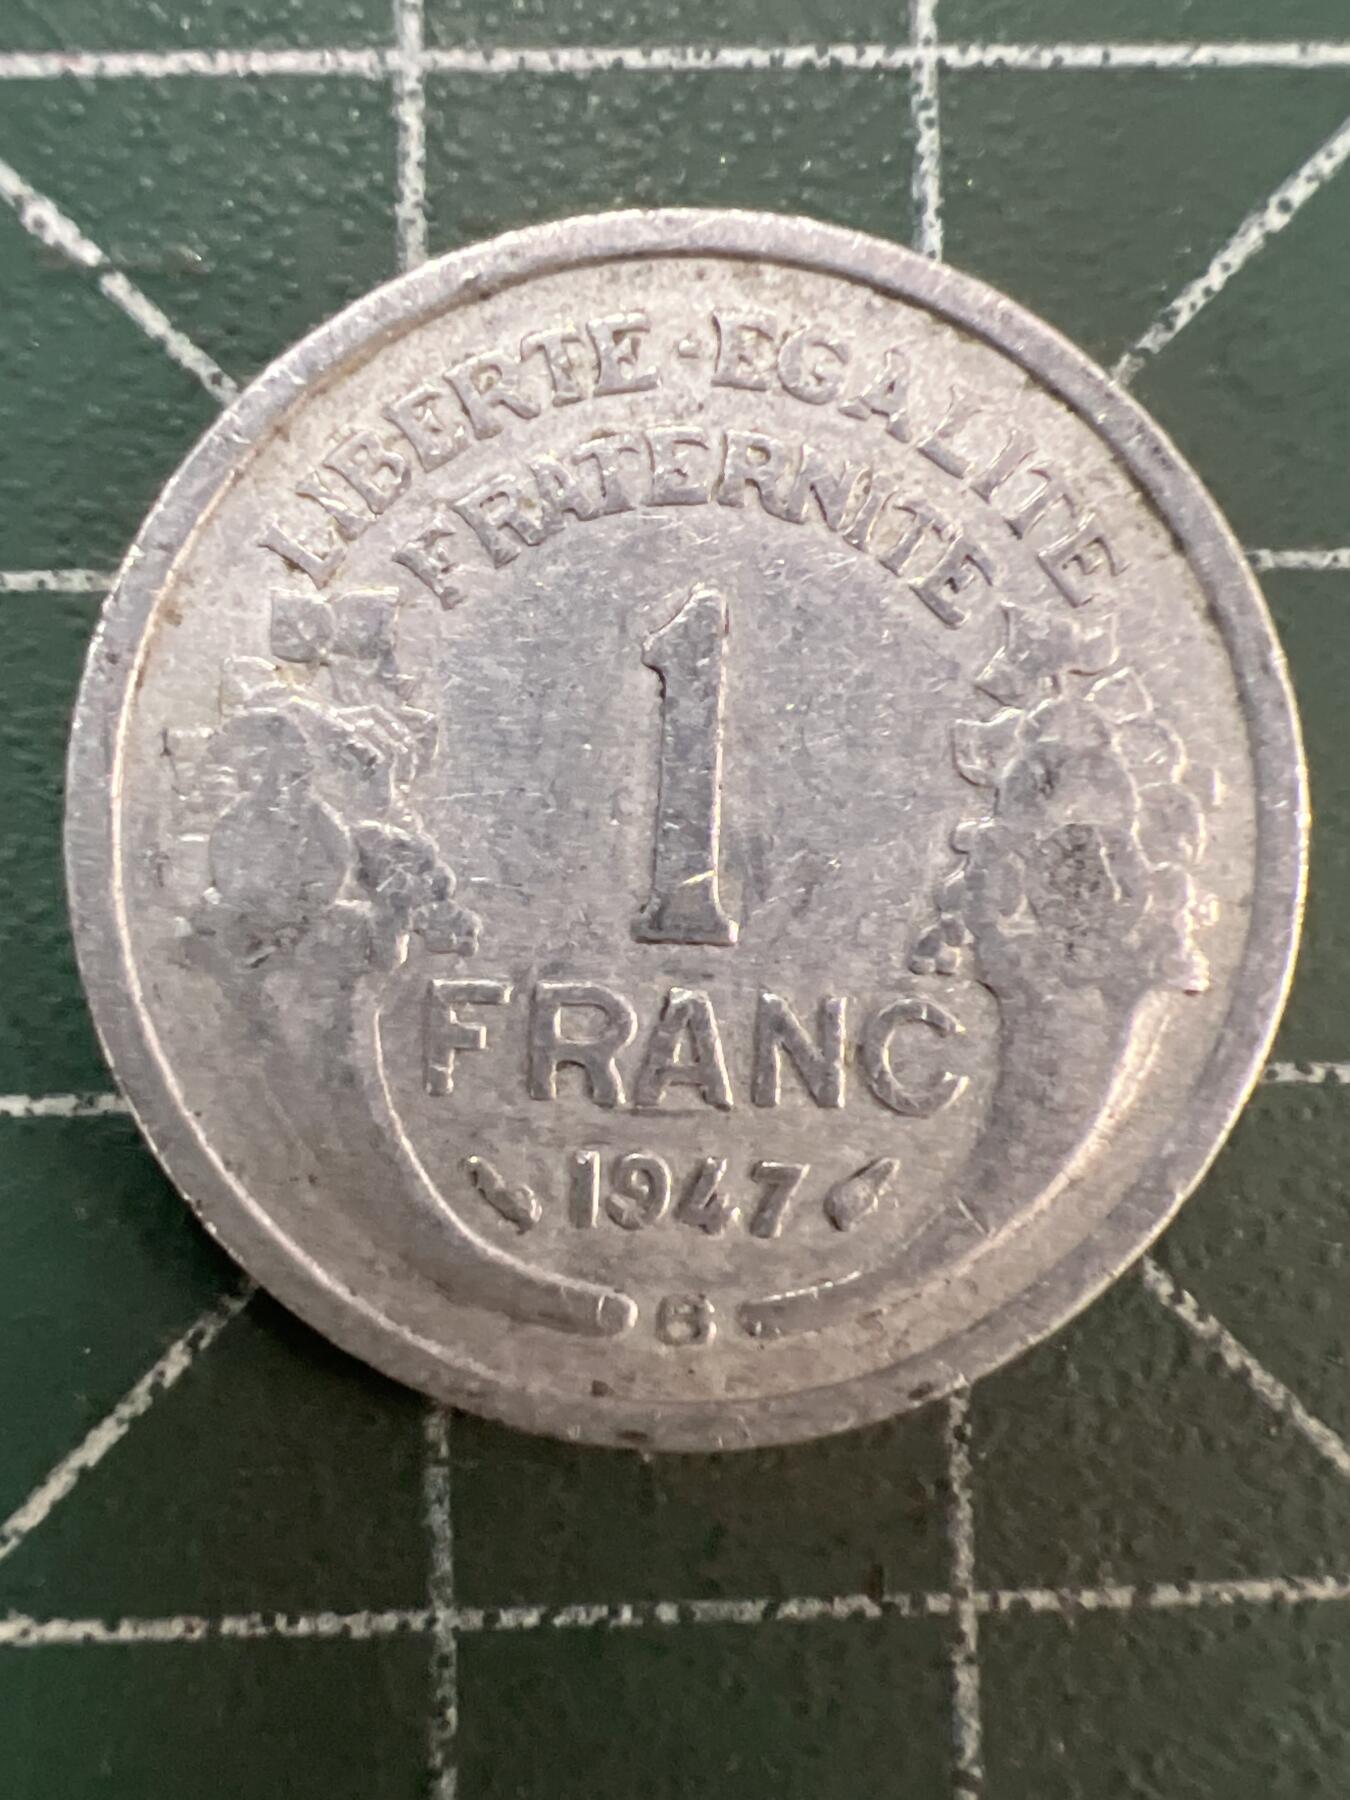 LIBERTE · EGALITE
FRATERNITE
1
FRANC
1947
B